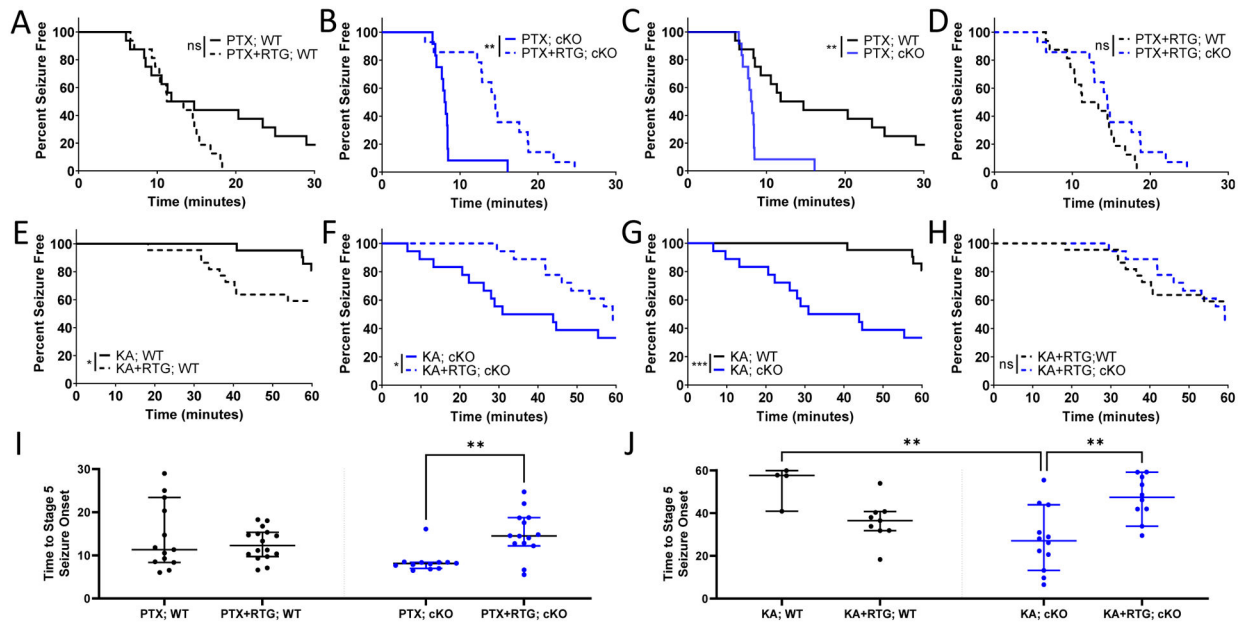 A
Percent Seizure Free
100
80
60
40
20
0
ns
PTX; WT
PTX+RTG; WT
0 10 20 30
Time (minutes)
B
Percent Seizure Free
100
80
60
40
20
0
**
PTX; cKO
PTX+RTG; cKO
0 10 20 30
Time (minutes)
C
Percent Seizure Free
100
80
60
40
20
0
**
PTX; WT
PTX; cKO
0 10 20 30
Time (minutes)
D
Percent Seizure Free
100
80
60
40
20
0
ns
PTX+RTG; WT
PTX+RTG; cKO
0 10 20 30
Time (minutes)
E
Percent Seizure Free
100
80
60
40
20
0
*
KA; WT
KA+RTG; WT
0 10 20 30 40 50 60
Time (minutes)
F
Percent Seizure Free
100
80
60
40
20
0
*
KA; cKO
KA+RTG; cKO
0 10 20 30 40 50 60
Time (minutes)
G
Percent Seizure Free
100
80
60
40
20
0
***
KA; WT
KA; cKO
0 10 20 30 40 50 60
Time (minutes)
H
Percent Seizure Free
100
80
60
40
20
0
ns
KA+RTG;WT
KA+RTG; cKO
0 10 20 30 40 50 60
Time (minutes)
I
Time to Stage 5
Seizure Onset
30
20
10
0
**
PTX; WT PTX+RTG; WT PTX; cKO PTX+RTG; cKO
J
Time to Stage 5
Seizure Onset
60
40
20
0
** **
KA; WT KA+RTG; WT KA; cKO KA+RTG; cKO